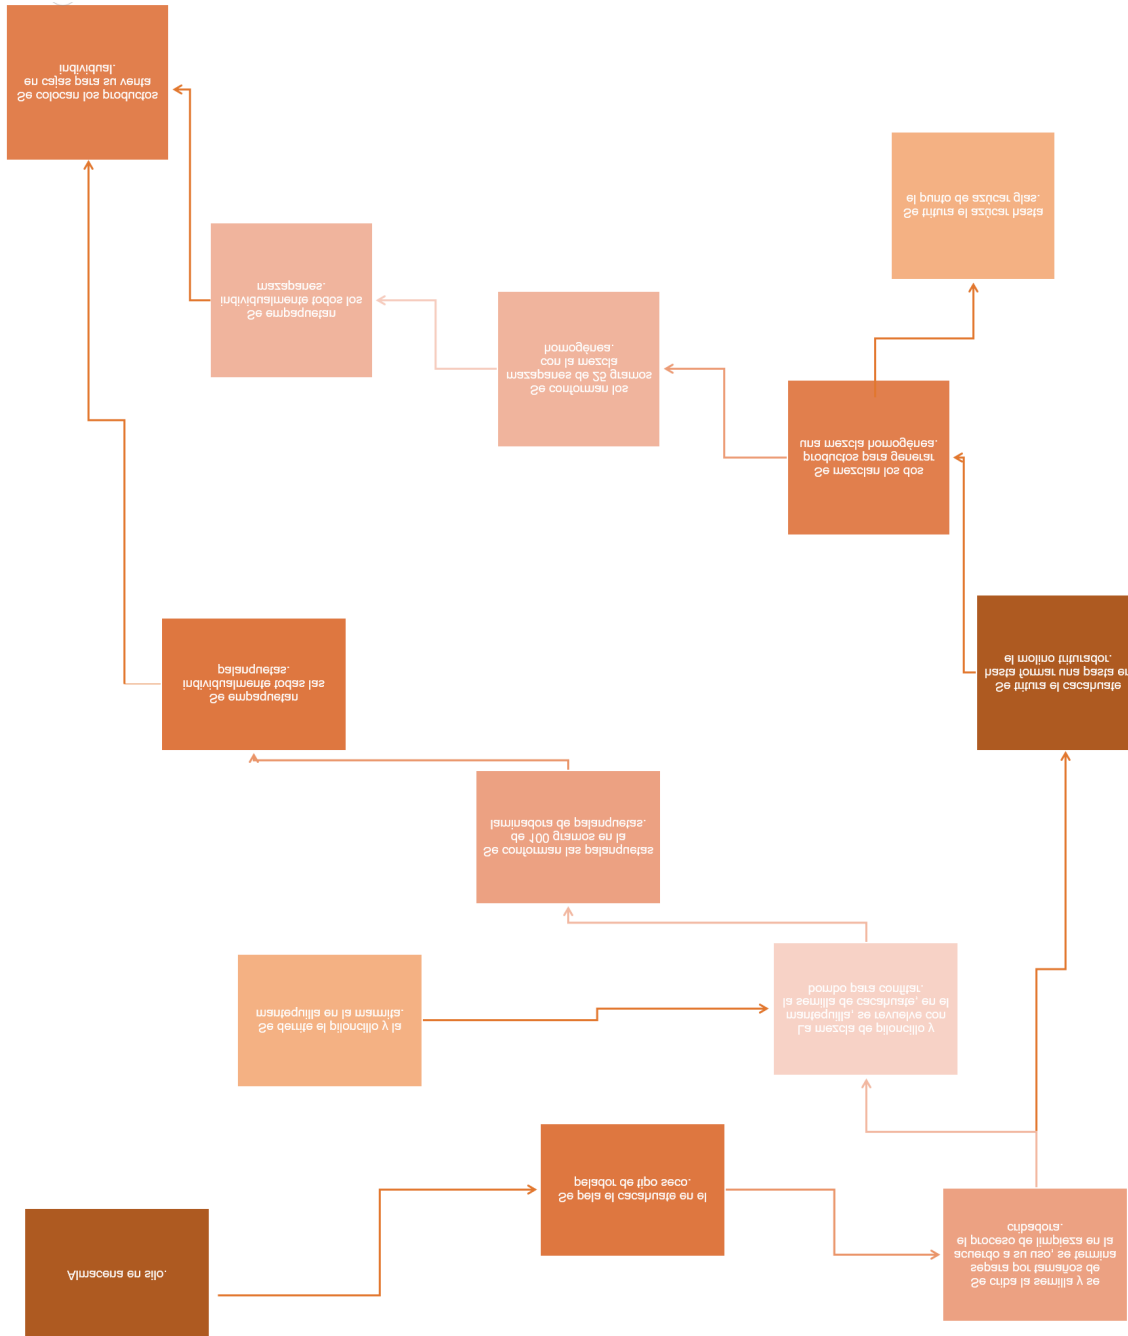 Almacena en silo.
Se pela el cacahuate en el
pelador de tipo seco.
Se criba la semilla y se
separa por tamaños de
acuerdo a su uso, se termina
el proceso de limpieza en la
cribadora.
Se derrite el piloncillo y la
mantequilla en la marmita.
La mezcla de piloncillo y
mantequilla, se revuelve con
la semilla de cacahuate, en el
bombo para confitar.
Se conforman las palanquetas
de 100 gramos en la
laminadora de palanquetas.
Se empaquetan
individualmente todas las
palanquetas.
Se tritura el cacahuate
hasta formar una pasta en
el molino triturador.
Se mezclan los dos
productos para generar
una mezcla homogénea.
Se tritura el azúcar hasta
el punto de azúcar glas.
Se conforman los
mazapanes de 25 gramos
con la mezcla
homogénea.
Se empaquetan
individualmente todos los
mazapanes.
Se colocan los productos
en cajas para su venta
individual.